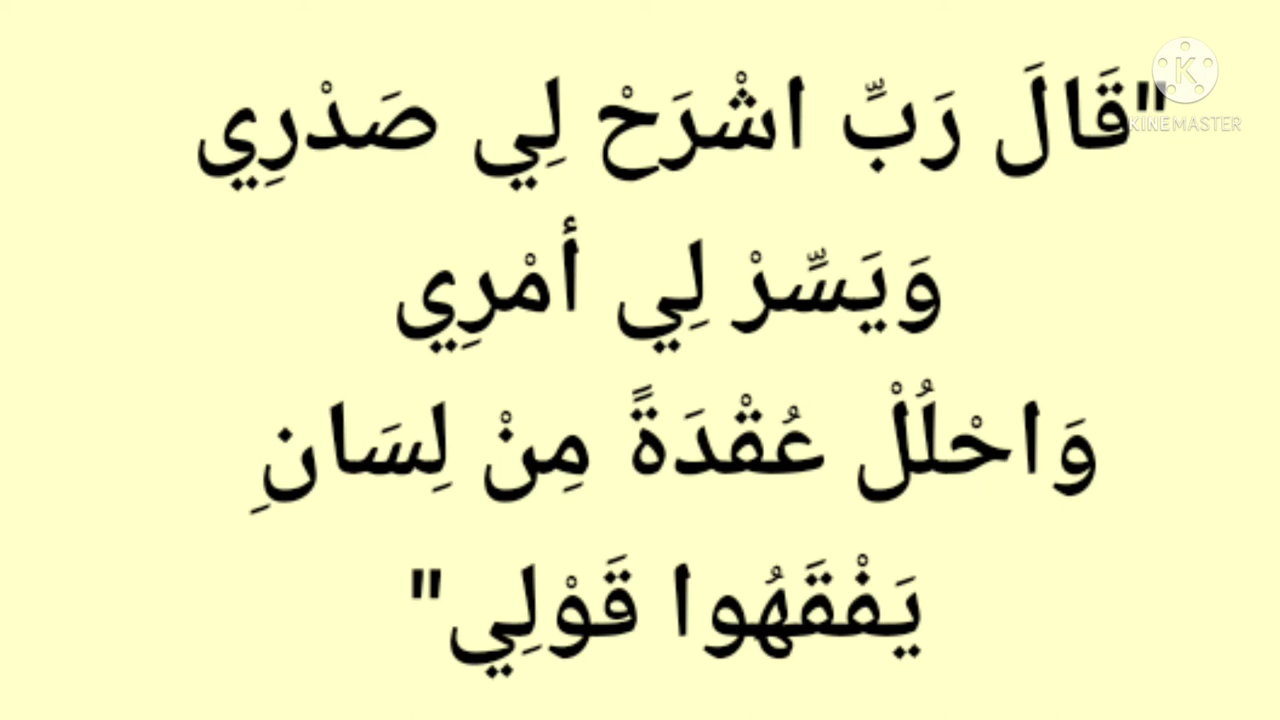 "قَالَ رَبِّ اشْرَحْ لِي صَدْرِي
وَيَسِّرْ لِي أَمْرِي
وَاحْلُلْ عُقْدَةً مِنْ لِسَانِ
يَفْقَهُوا قَوْلِي"
K
KINEMASTER